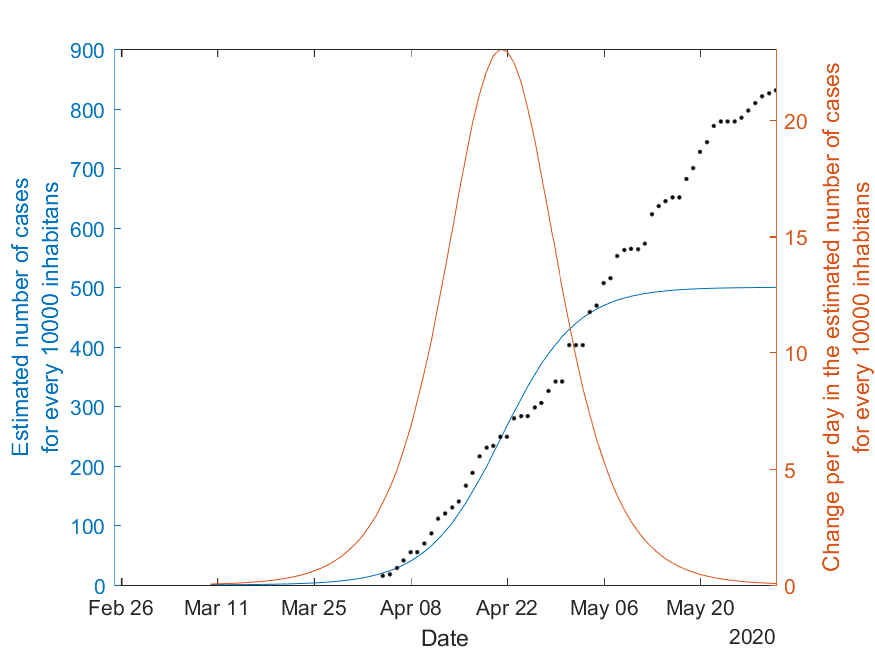 900
800
700
600
500
400
300
200
100
0
Estimated number of cases
for every 10000 inhabitans
20
15
10
5
0
Change per day in the estimated number of cases
for every 10000 inhabitans
Feb 26 Mar 11 Mar 25 Apr 08 Apr 22 May 06 May 20
Date
2020